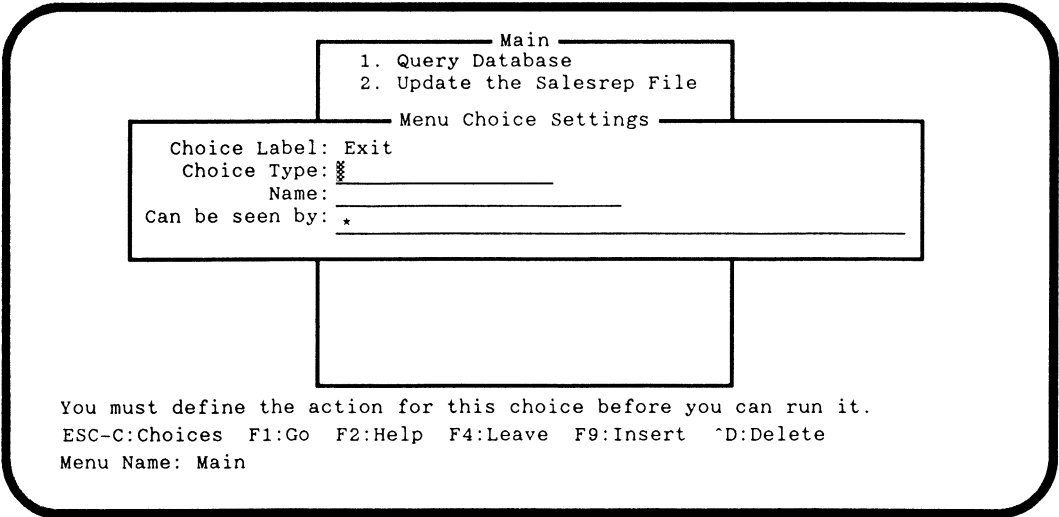 Main
1. Query Database
2. Update the Salesrep File
Menu Choice Settings
Choice Label: Exit
Choice Type:
Name:
Can be seen by: *
You must define the action for this choice before you can run it.
ESC-C:Choices F1:Go F2:Help F4:Leave F9:Insert ^D:Delete
Menu Name: Main